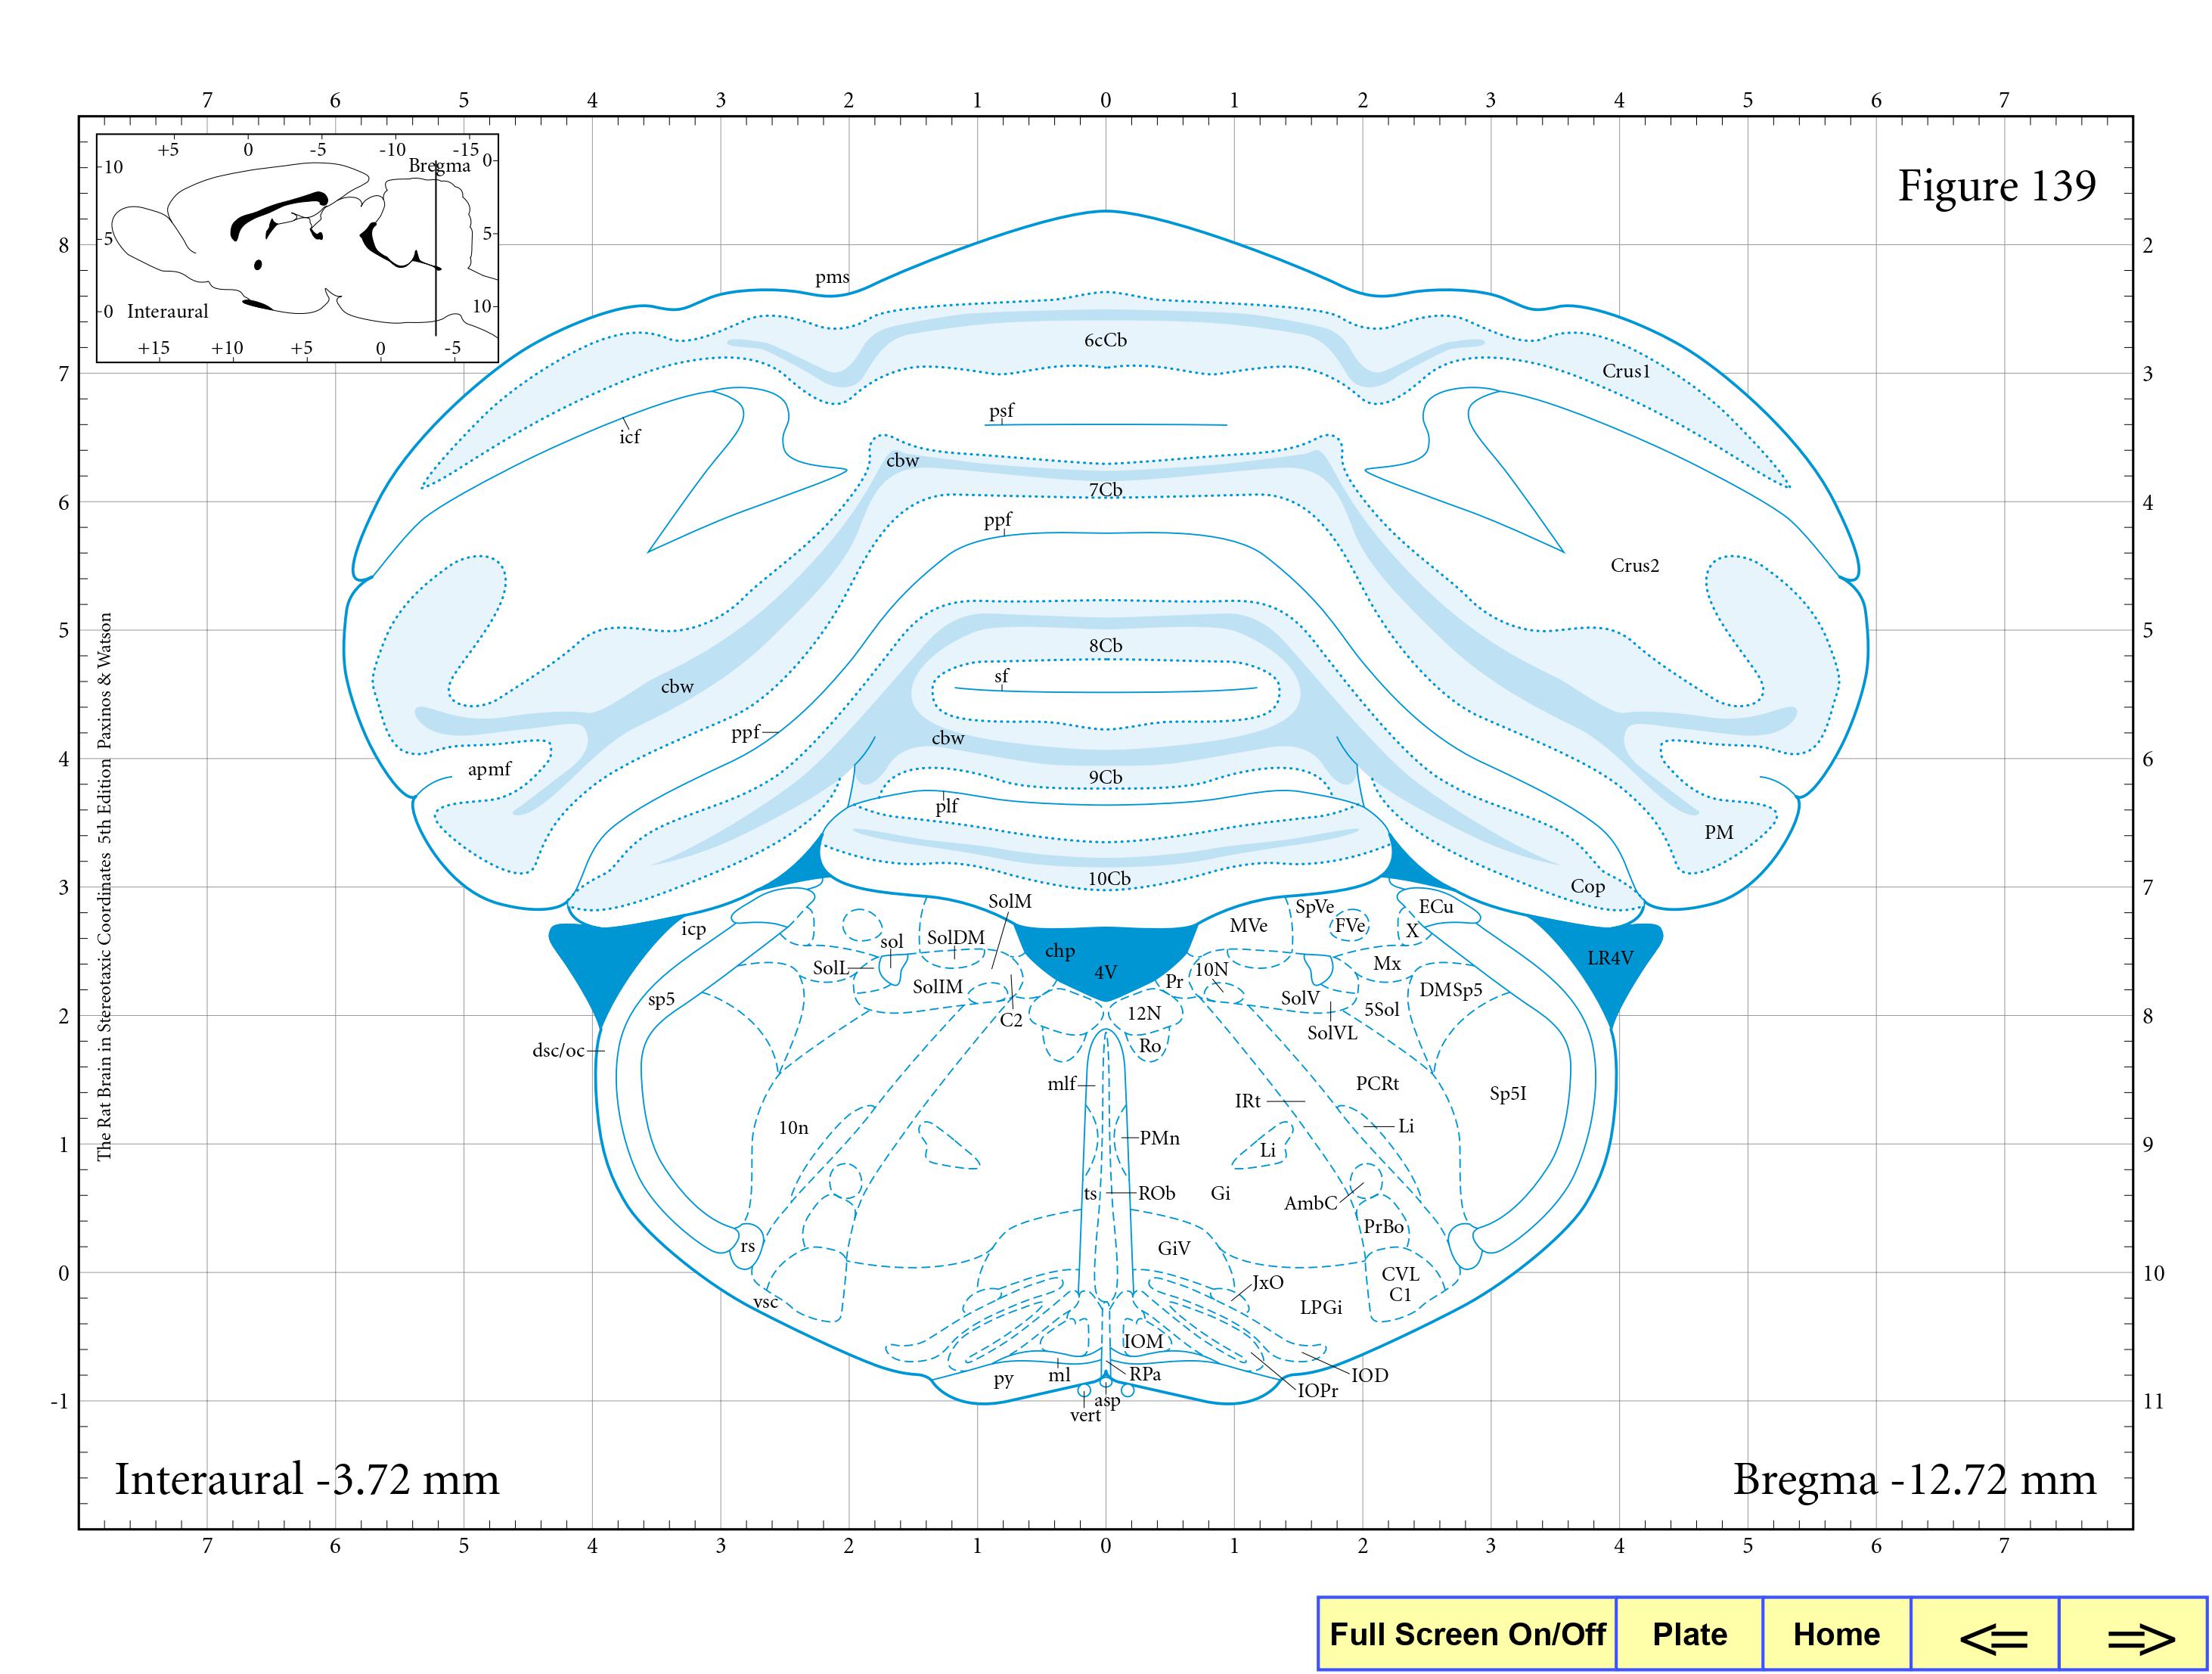 7 6 5 4 3 2 1 0 1 2 3 4 5 6 7
+5 0 -5 -10 -15
Bregma 0
10
5 5
0 Interaural 10
+15 +10 +5 0 -5
Figure 139
8 2
pms
6cCb
7 3
Crus1
psf
icf
cbw
7Cb
6 4
ppf
Crus2
5 5
8Cb
sf
cbw
ppf
cbw
4 6
apmf
9Cb
plf
PM
10Cb
3 7
Cop
SolM
SpVe
ECu
icp
MVe
FVe
X
sol
SolDM
chp
LR4V
SolL
4V
10N
Mx
SolIM
Pr
DMSp5
sp5
SolV
5Sol
C2
12N
2 8
SolVL
dsc/oc
Ro
mlf
PCRt
IRt
Sp5I
10n
Li
PMn
1 9
Li
ts
ROb
Gi
AmbC
PrBo
rs
GiV
0 10
CVL
C1
JxO
vsc
LPGi
IOM
py
ml
RPa
IOD
IOPr
-1 11
asp
vert
The Rat Brain in Stereotaxic Coordinates 5th Edition Paxinos & Watson
Interaural -3.72 mm
Bregma -12.72 mm
7 6 5 4 3 2 1 0 1 2 3 4 5 6 7
Full Screen On/Off Plate Home <= =>